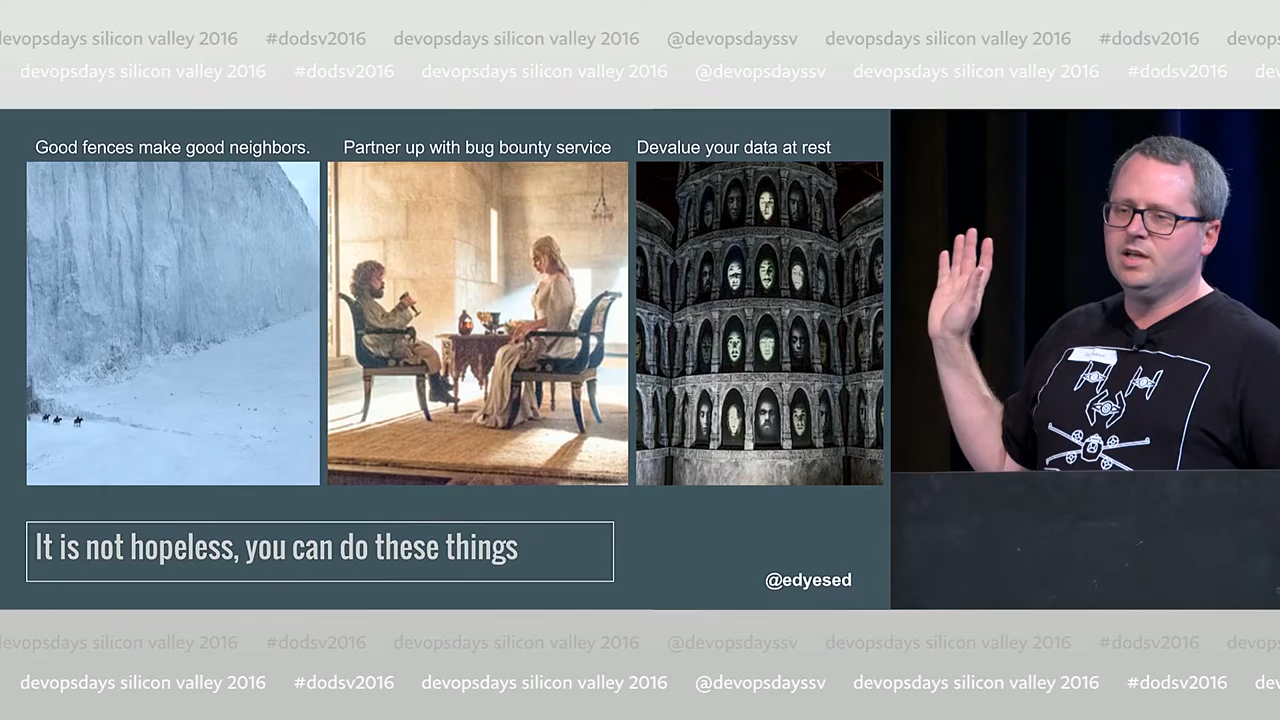 devopsdays silicon valley 2016 #dodsv2016 devopsdays silicon valley 2016 @devopsdayssv devopsdays silicon valley 2016 #dodsv2016 devops
devopsdays silicon valley 2016 #dodsv2016 devopsdays silicon valley 2016 @devopsdayssv devopsdays silicon valley 2016 #dodsv2016 de
Good fences make good neighbors.
Partner up with bug bounty service
Devalue your data at rest
It is not hopeless, you can do these things
@edyesed
devopsdays silicon valley 2016 #dodsv2016 devopsdays silicon valley 2016 @devopsdayssv devopsdays silicon valley 2016 #dodsv2016 devops
devopsdays silicon valley 2016 #dodsv2016 devopsdays silicon valley 2016 @devopsdayssv devopsdays silicon valley 2016 #dodsv2016 de